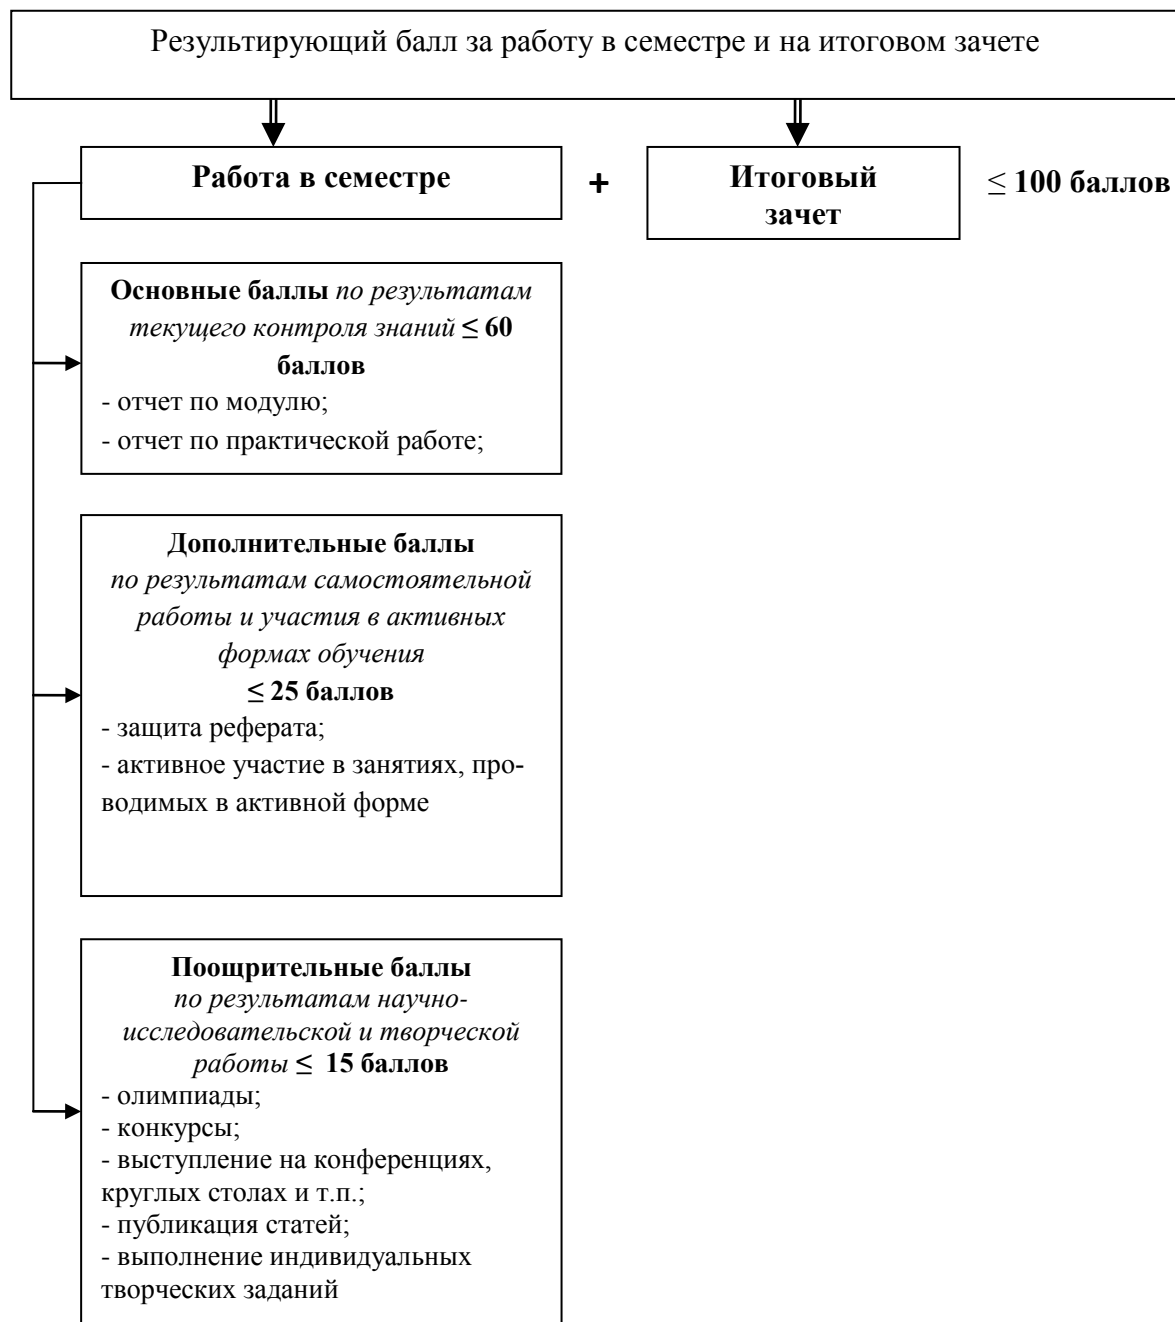 Результирующий балл за работу в семестре и на итоговом зачете
Работа в семестре
+
Итоговый
зачет
≤ 100 баллов
Основные баллы по результатам
текущего контроля знаний ≤ 60
баллов
- отчет по модулю;
- отчет по практической работе;
Дополнительные баллы
по результатам самостоятельной
работы и участия в активных
формах обучения
≤ 25 баллов
- защита реферата;
- активное участие в занятиях, про-
водимых в активной форме
Поощрительные баллы
по результатам научно-
исследовательской и творческой
работы ≤ 15 баллов
- олимпиады;
- конкурсы;
- выступление на конференциях,
круглых столах и т.п.;
- публикация статей;
- выполнение индивидуальных
творческих заданий